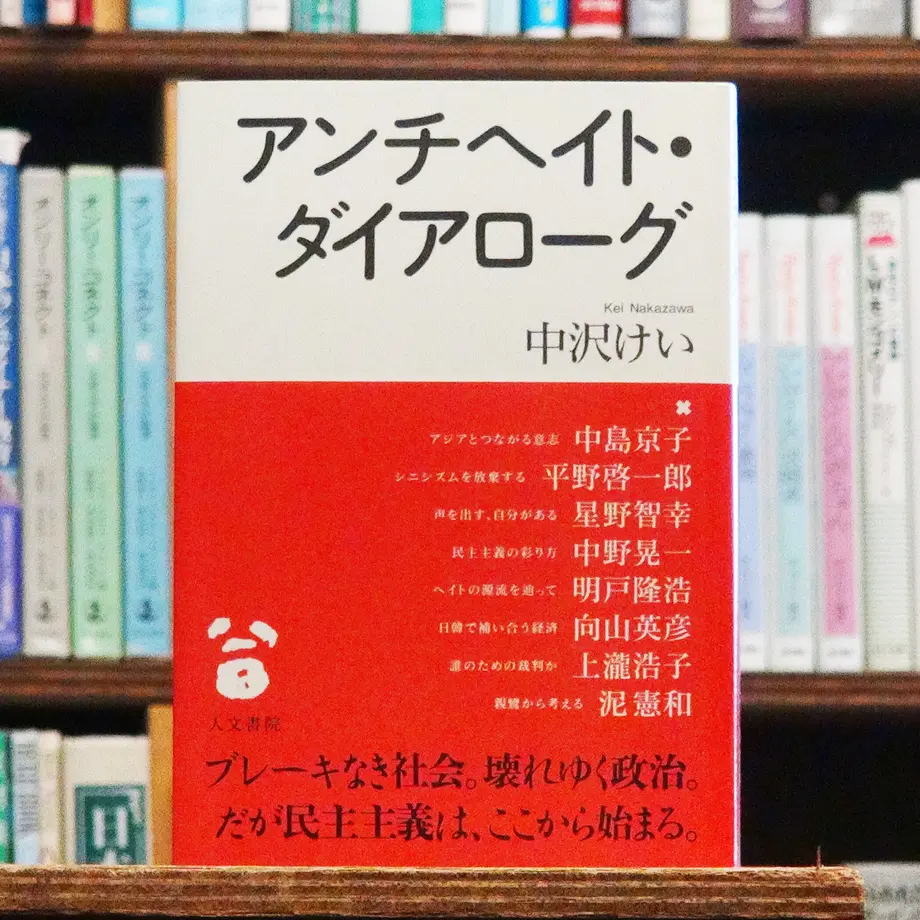 アンチヘイト・
ダイアローグ
Kei Nakazawa
中沢けい
×
アジアとつながる意志 中島京子
シニシズムを放棄する 平野啓一郎
声を出す、自分がある 星野智幸
民主主義の彩り方 中野晃一
ヘイトの源流を辿って 明戸隆浩
日韓で補い合う経済 向山英彦
誰のための裁判か 上瀧浩子
親鸞から考える 泥憲和
人文書院
ブレーキなき社会。壊れゆく政治。
だが民主主義は、ここから始まる。